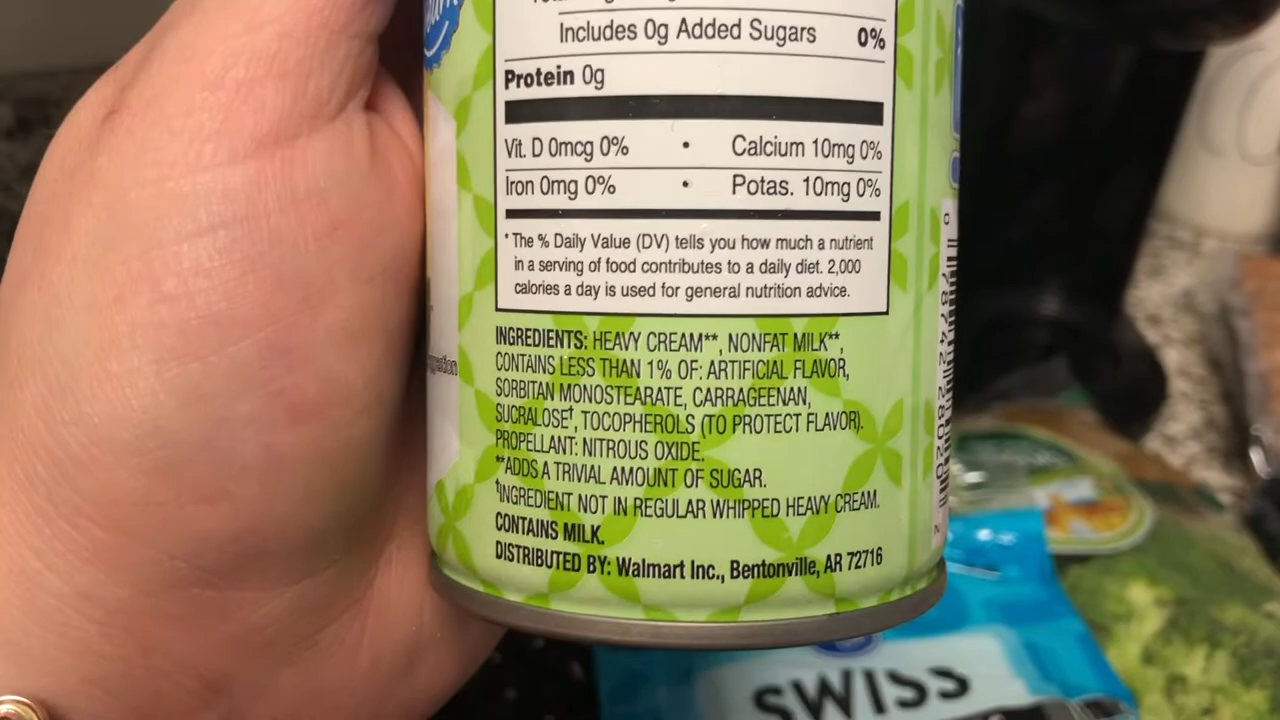 Includes 0g Added Sugars 0%
Protein 0g
Vit. D 0mcg 0% • Calcium 10mg 0%
Iron 0mg 0% • Potas. 10mg 0%
* The % Daily Value (DV) tells you how much a nutrient
in a serving of food contributes to a daily diet. 2,000
calories a day is used for general nutrition advice.
INGREDIENTS: HEAVY CREAM**, NONFAT MILK**,
CONTAINS LESS THAN 1% OF: ARTIFICIAL FLAVOR,
SORBITAN MONOSTEARATE, CARRAGEENAN,
SUCRALOSE†, TOCOPHEROLS (TO PROTECT FLAVOR).
PROPELLANT: NITROUS OXIDE.
**ADDS A TRIVIAL AMOUNT OF SUGAR.
†INGREDIENT NOT IN REGULAR WHIPPED HEAVY CREAM.
CONTAINS MILK.
DISTRIBUTED BY: Walmart Inc., Bentonville, AR 72716
0 78742 28020 2
SWISS